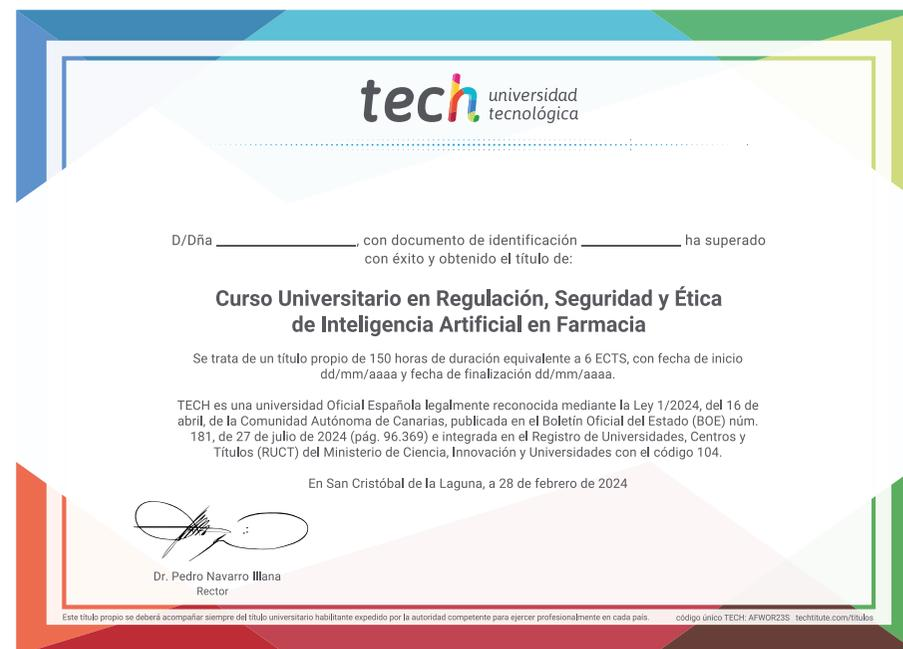 tech universidad
tecnológica
D/Dña ______________, con documento de identificación __________ ha superado
con éxito y obtenido el título de:
Curso Universitario en Regulación, Seguridad y Ética
de Inteligencia Artificial en Farmacia
Se trata de un título propio de 150 horas de duración equivalente a 6 ECTS, con fecha de inicio
dd/mm/aaaa y fecha de finalización dd/mm/aaaa.
TECH es una universidad Oficial Española legalmente reconocida mediante la Ley 1/2024, del 16 de
abril, de la Comunidad Autónoma de Canarias, publicada en el Boletín Oficial del Estado (BOE) núm.
181, de 27 de julio de 2024 (pág. 96.369) e integrada en el Registro de Universidades, Centros y
Títulos (RUCT) del Ministerio de Ciencia, Innovación y Universidades con el código 104.
En San Cristóbal de la Laguna, a 28 de febrero de 2024
Dr. Pedro Navarro Illana
Rector
Este título propio se deberá acompañar siempre del título universitario habilitante expedido por la autoridad competente para ejercer profesionalmente en cada país. código único TECH: AFWOR23S techtitute.com/titulos